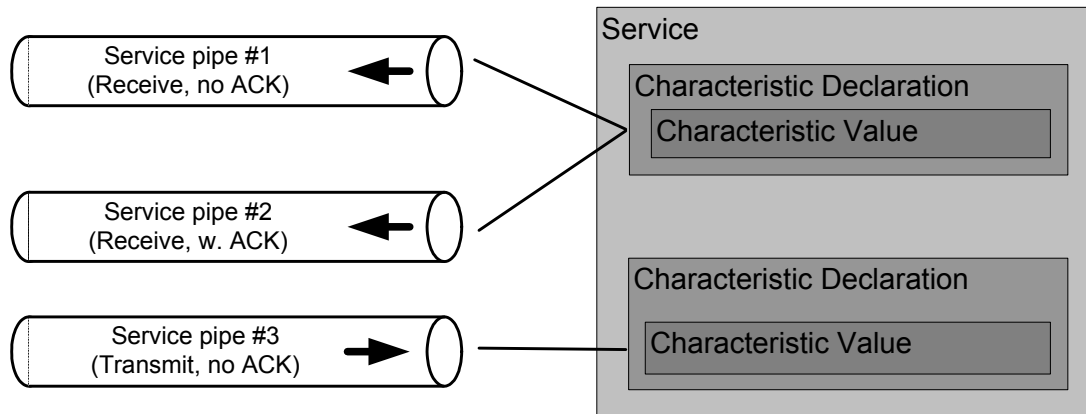 Service pipe #1
(Receive, no ACK)
Service pipe #2
(Receive, w. ACK)
Service pipe #3
(Transmit, no ACK)
Service
Characteristic Declaration
Characteristic Value
Characteristic Declaration
Characteristic Value